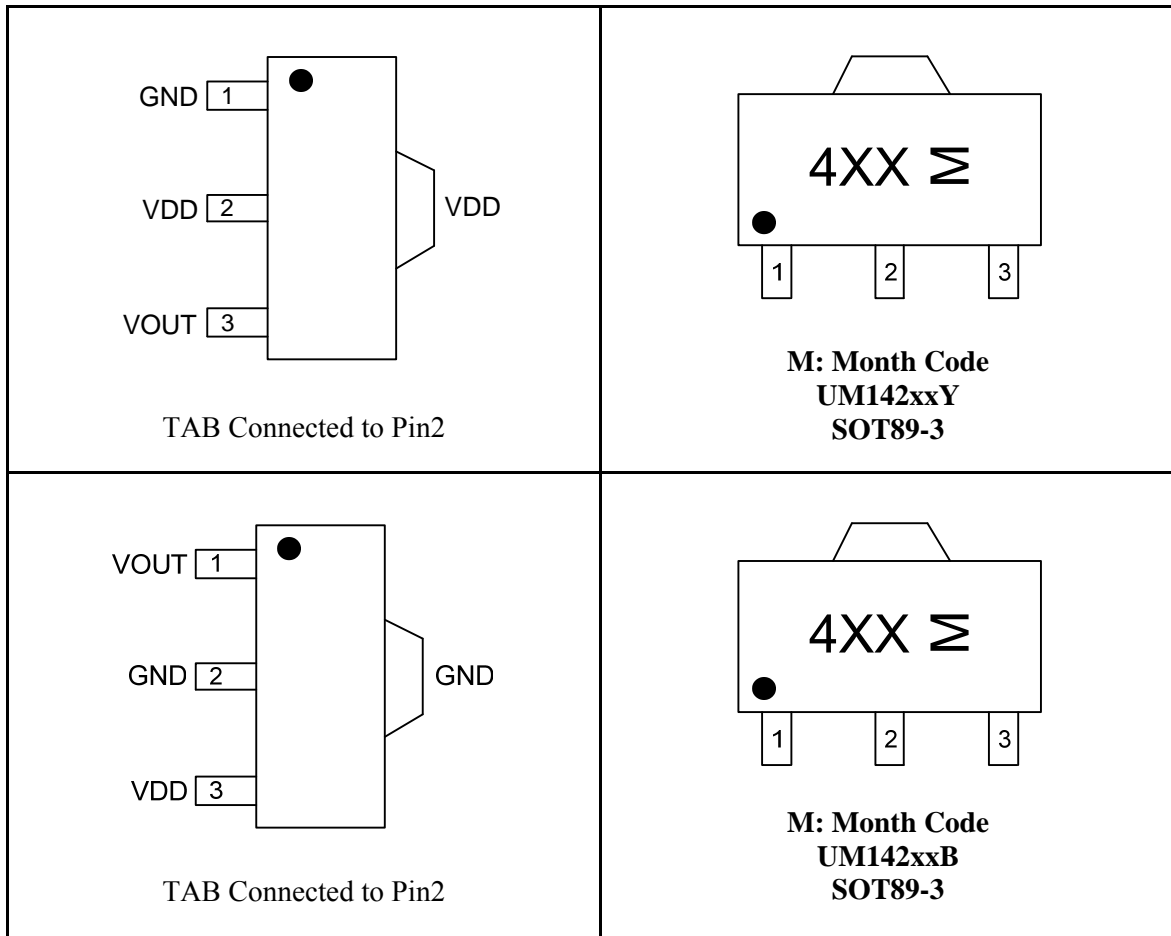 GND 1
VDD 2 VDD
VOUT 3
TAB Connected to Pin2
4XX M
1 2 3
M: Month Code
UM142xxY
SOT89-3
VOUT 1
GND 2 GND
VDD 3
TAB Connected to Pin2
4XX M
1 2 3
M: Month Code
UM142xxB
SOT89-3